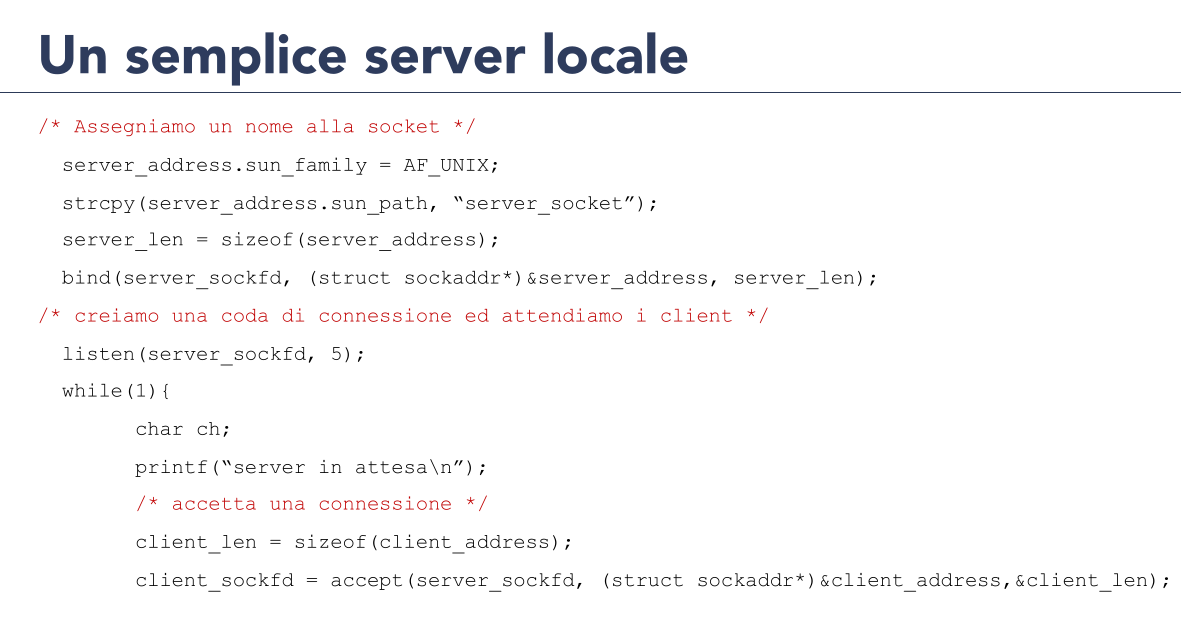 Un semplice server locale
/* Assegniamo un nome alla socket */
server_address.sun_family = AF_UNIX;
strcpy(server_address.sun_path, “server_socket”);
server_len = sizeof(server_address);
bind(server_sockfd, (struct sockaddr*)&server_address, server_len);
/* creiamo una coda di connessione ed attendiamo i client */
listen(server_sockfd, 5);
while(1){
char ch;
printf(“server in attesa\n”);
/* accetta una connessione */
client_len = sizeof(client_address);
client_sockfd = accept(server_sockfd, (struct sockaddr*)&client_address,&client_len);